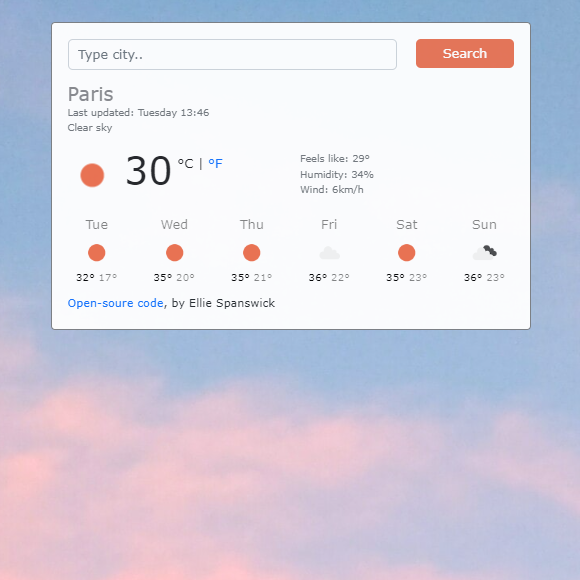 Type city..
Search
Paris
Last updated: Tuesday 13:46
Clear sky
30 °C | °F
Feels like: 29°
Humidity: 34%
Wind: 6km/h
Tue Wed Thu Fri Sat Sun
32° 17° 35° 20° 35° 21° 36° 22° 35° 23° 36° 23°
Open-soure code, by Ellie Spanswick